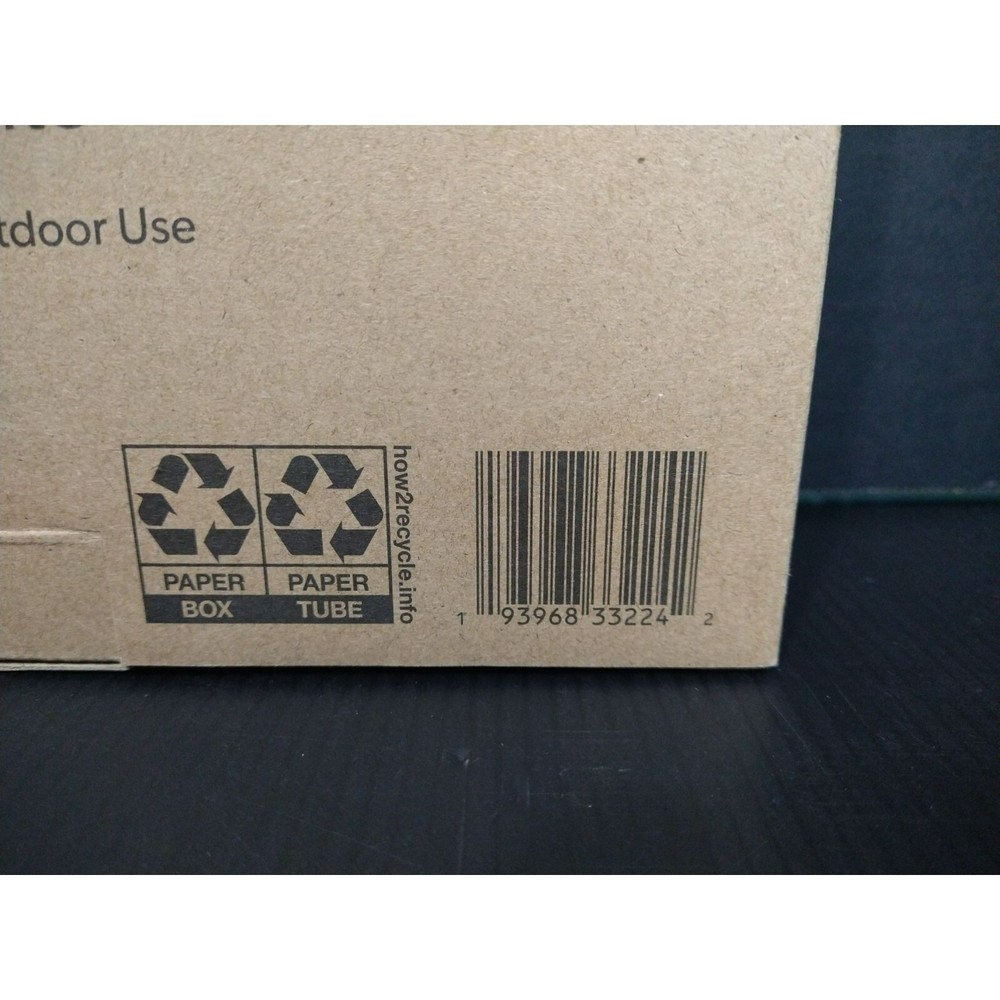 tdoor Use
PAPER PAPER
BOX TUBE
how2recycle.info
1 93968 33224 2